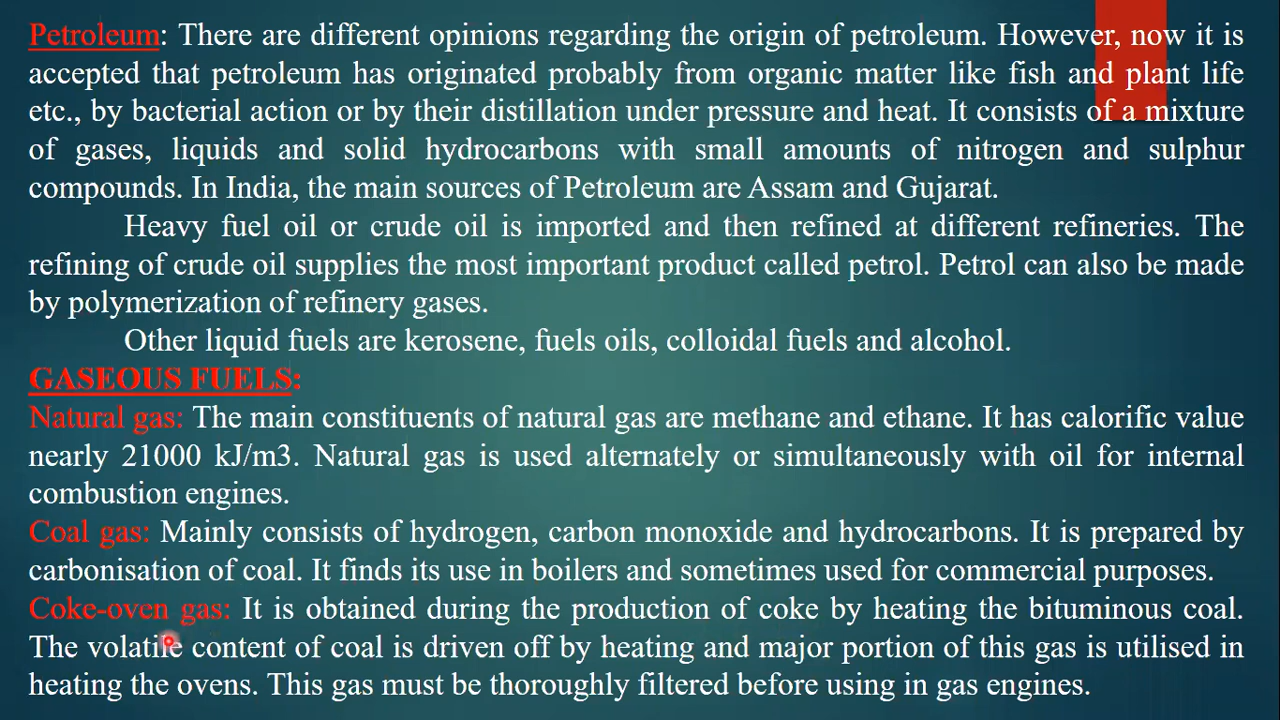 Petroleum: There are different opinions regarding the origin of petroleum. However, now it is
accepted that petroleum has originated probably from organic matter like fish and plant life
etc., by bacterial action or by their distillation under pressure and heat. It consists of a mixture
of gases, liquids and solid hydrocarbons with small amounts of nitrogen and sulphur
compounds. In India, the main sources of Petroleum are Assam and Gujarat.
Heavy fuel oil or crude oil is imported and then refined at different refineries. The
refining of crude oil supplies the most important product called petrol. Petrol can also be made
by polymerization of refinery gases.
Other liquid fuels are kerosene, fuels oils, colloidal fuels and alcohol.
GASEOUS FUELS:
Natural gas: The main constituents of natural gas are methane and ethane. It has calorific value
nearly 21000 kJ/m3. Natural gas is used alternately or simultaneously with oil for internal
combustion engines.
Coal gas: Mainly consists of hydrogen, carbon monoxide and hydrocarbons. It is prepared by
carbonisation of coal. It finds its use in boilers and sometimes used for commercial purposes.
Coke-oven gas: It is obtained during the production of coke by heating the bituminous coal.
The volatile content of coal is driven off by heating and major portion of this gas is utilised in
heating the ovens. This gas must be thoroughly filtered before using in gas engines.